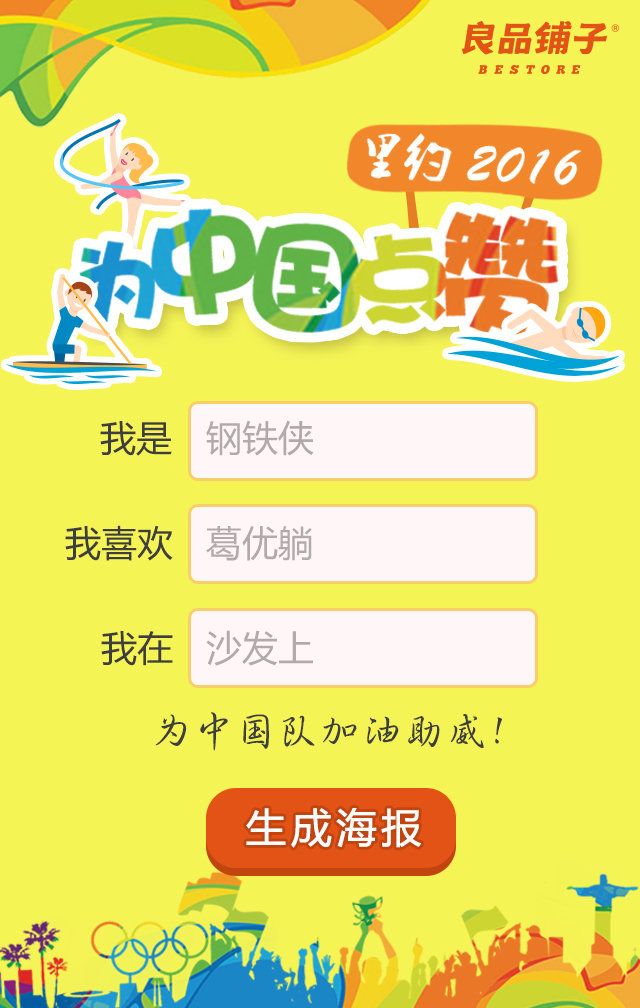 良品铺子®
BESTORE
里约 2016
为中国点赞
我是 钢铁侠
我喜欢 葛优躺
我在 沙发上
为中国队加油助威!
生成海报